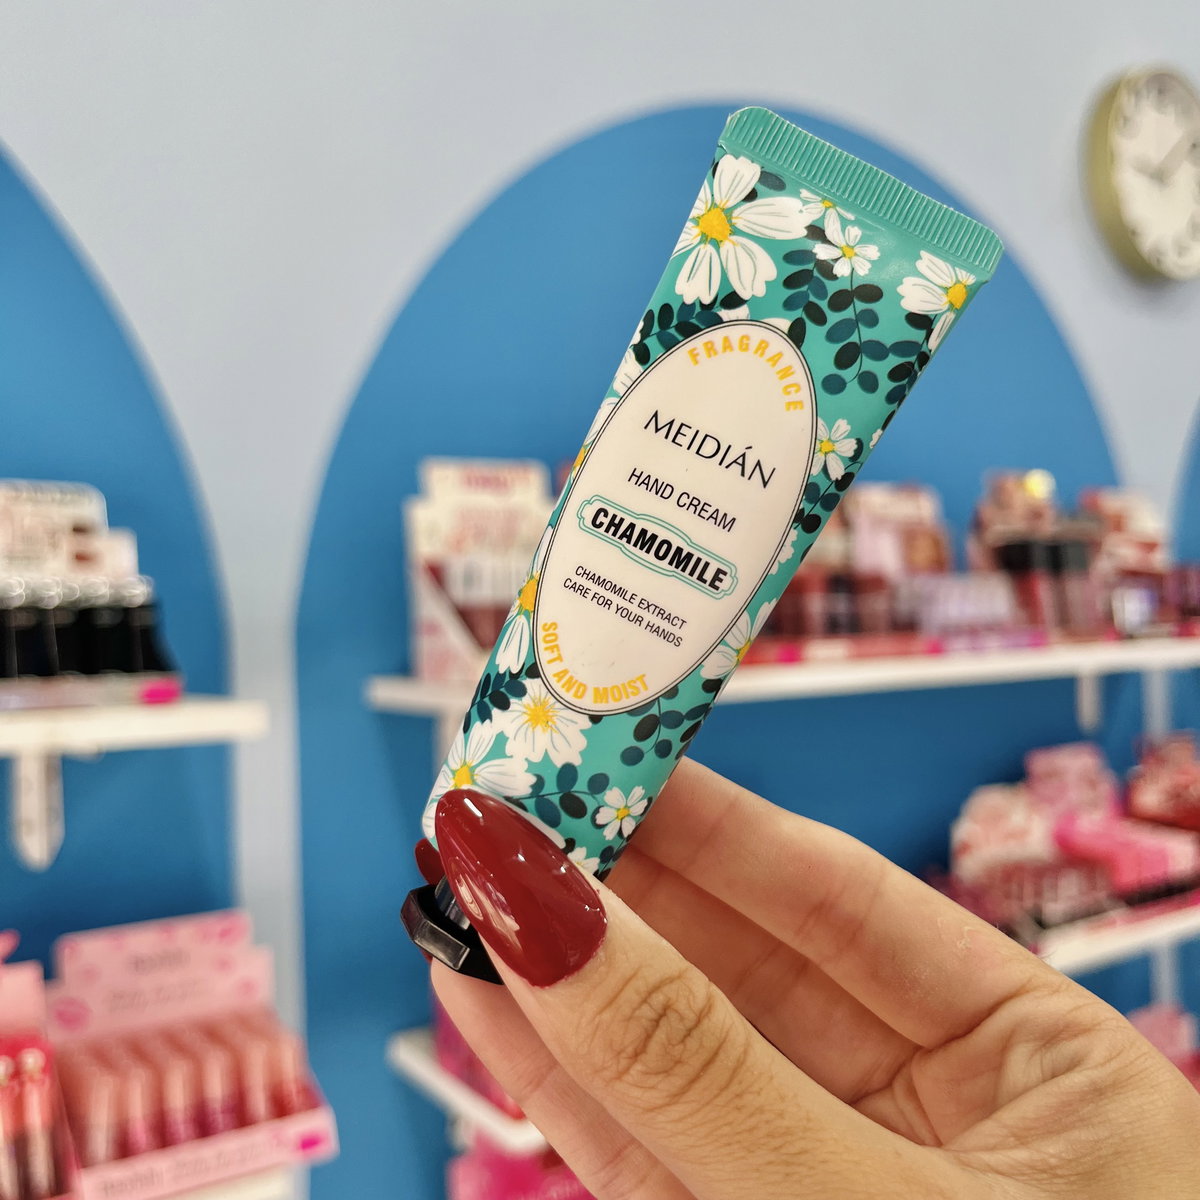 FRAGRANCE
MEIDIÁN
HAND CREAM
CHAMOMILE
CHAMOMILE EXTRACT
CARE FOR YOUR HANDS
SOFT AND MOIST